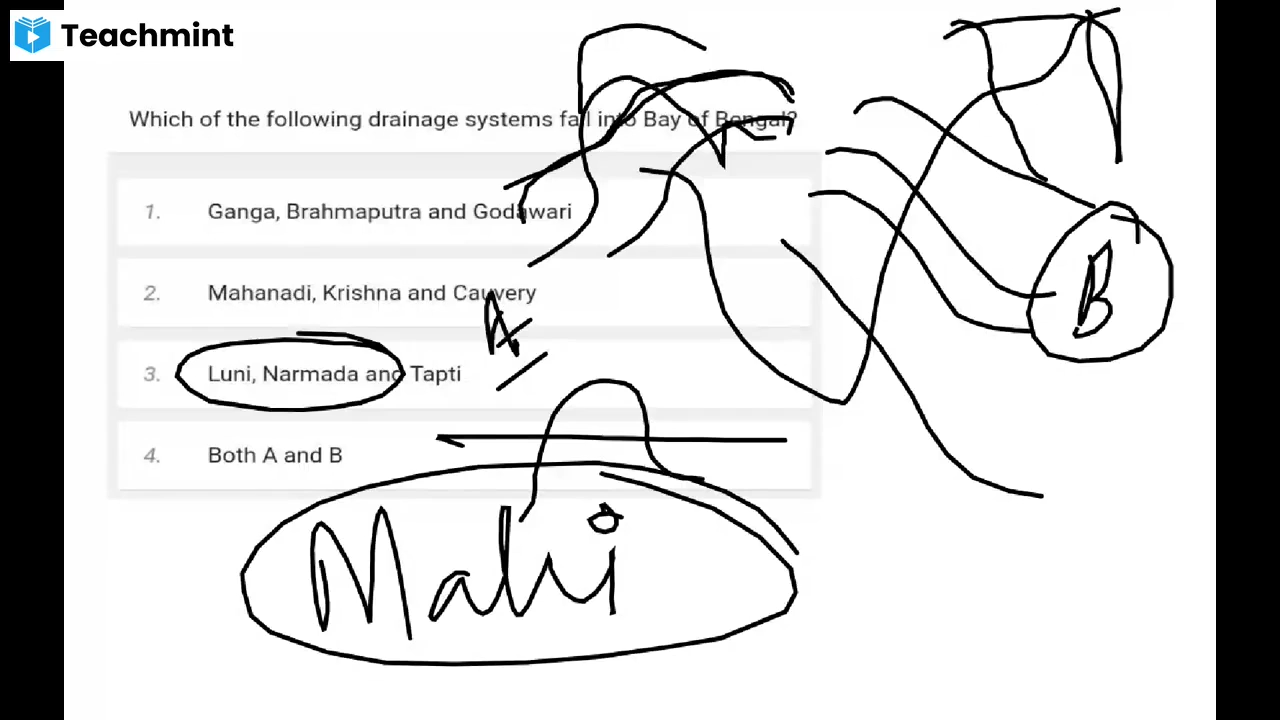 Teachmint
Which of the following drainage systems fall into Bay of Bengal?
1. Ganga, Brahmaputra and Godawari
2. Mahanadi, Krishna and Cauvery
A
B
3. Luni, Narmada and Tapti
4. Both A and B
Mahi